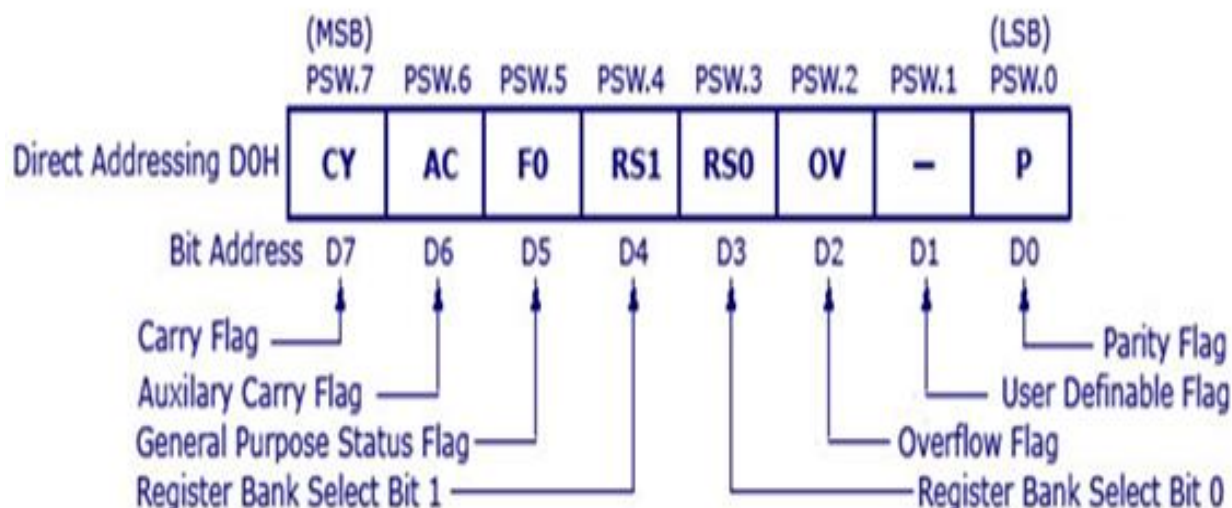 (MSB) (LSB)
PSW.7 PSW.6 PSW.5 PSW.4 PSW.3 PSW.2 PSW.1 PSW.0
Direct Addressing D0H CY AC F0 RS1 RS0 OV – P
Bit Address D7 D6 D5 D4 D3 D2 D1 D0
Carry Flag Parity Flag
Auxilary Carry Flag User Definable Flag
General Purpose Status Flag Overflow Flag
Register Bank Select Bit 1 Register Bank Select Bit 0